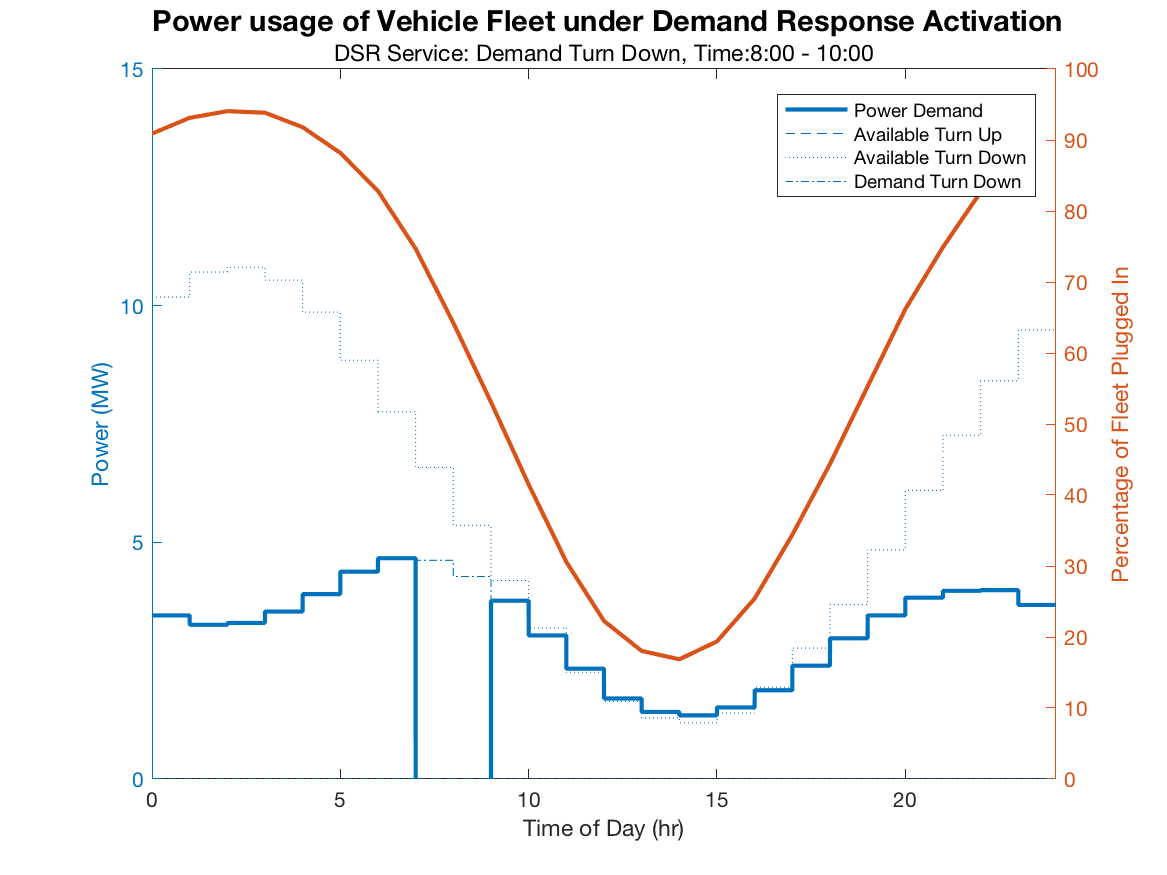 Power usage of Vehicle Fleet under Demand Response Activation
DSR Service: Demand Turn Down, Time:8:00 - 10:00
Power Demand
Available Turn Up
Available Turn Down
Demand Turn Down
15
10
5
0
Power (MW)
100
90
80
70
60
50
40
30
20
10
0
Percentage of Fleet Plugged In
0
5
10
15
20
Time of Day (hr)